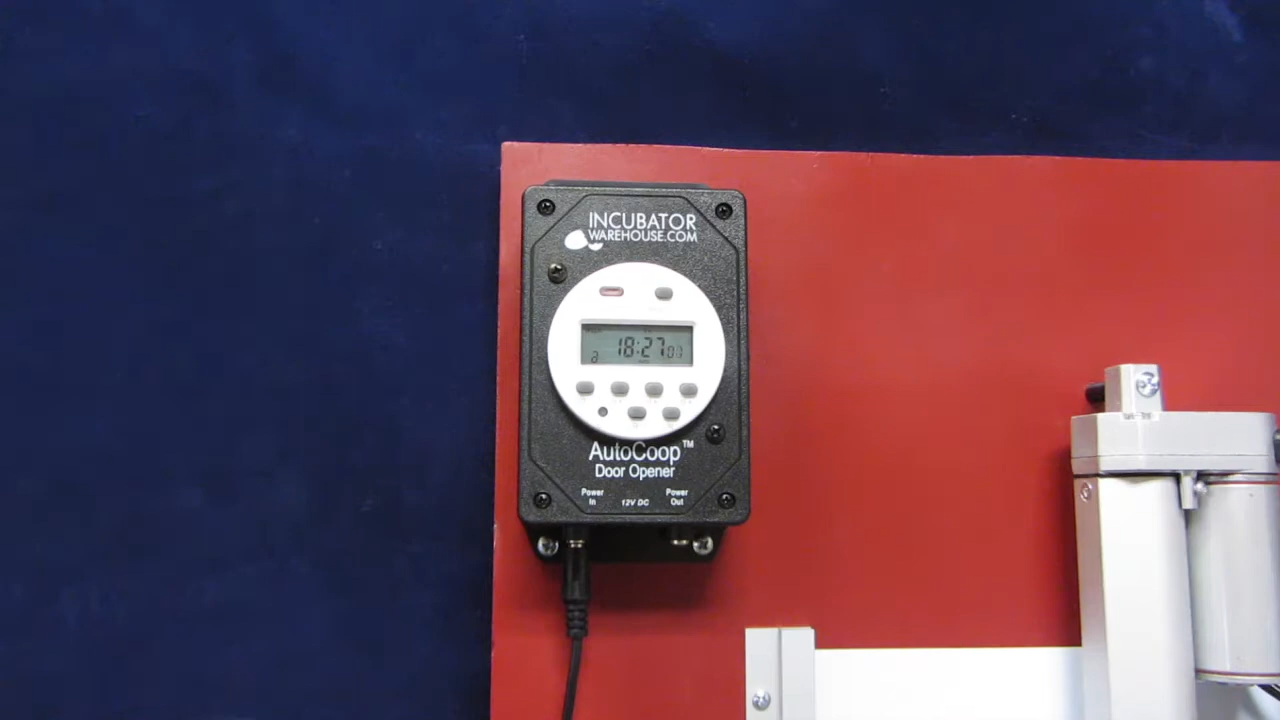 INCUBATOR
WAREHOUSE.COM
18:27
AutoCoop™
Door Opener
Power In
12V DC
Power Out